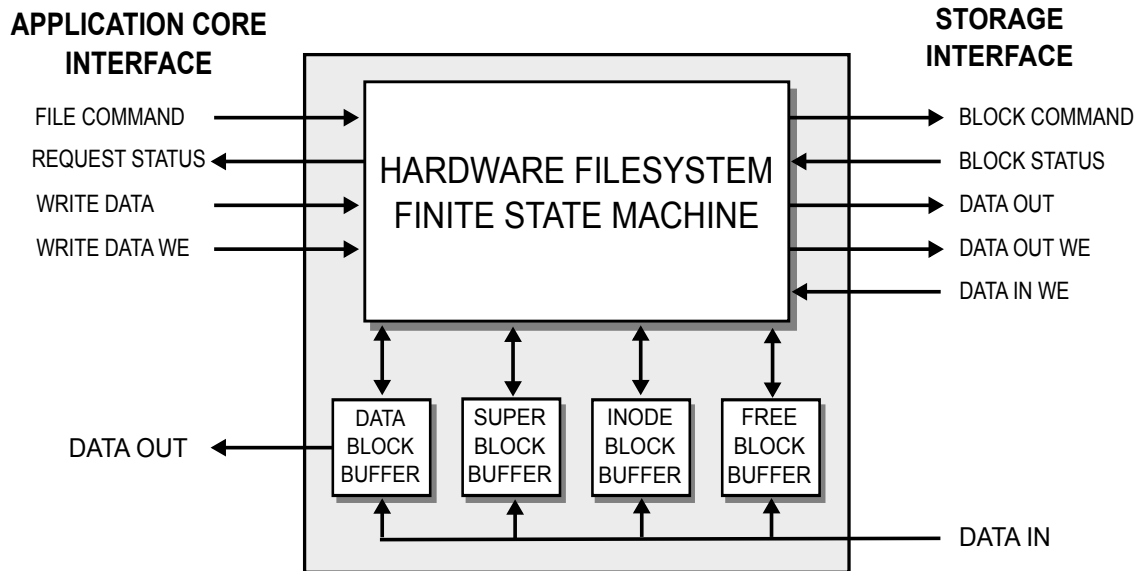 APPLICATION CORE
INTERFACE
STORAGE
INTERFACE
FILE COMMAND
REQUEST STATUS
WRITE DATA
WRITE DATA WE
HARDWARE FILESYSTEM
FINITE STATE MACHINE
BLOCK COMMAND
BLOCK STATUS
DATA OUT
DATA OUT WE
DATA IN WE
DATA OUT
DATA
BLOCK
BUFFER
SUPER
BLOCK
BUFFER
INODE
BLOCK
BUFFER
FREE
BLOCK
BUFFER
DATA IN